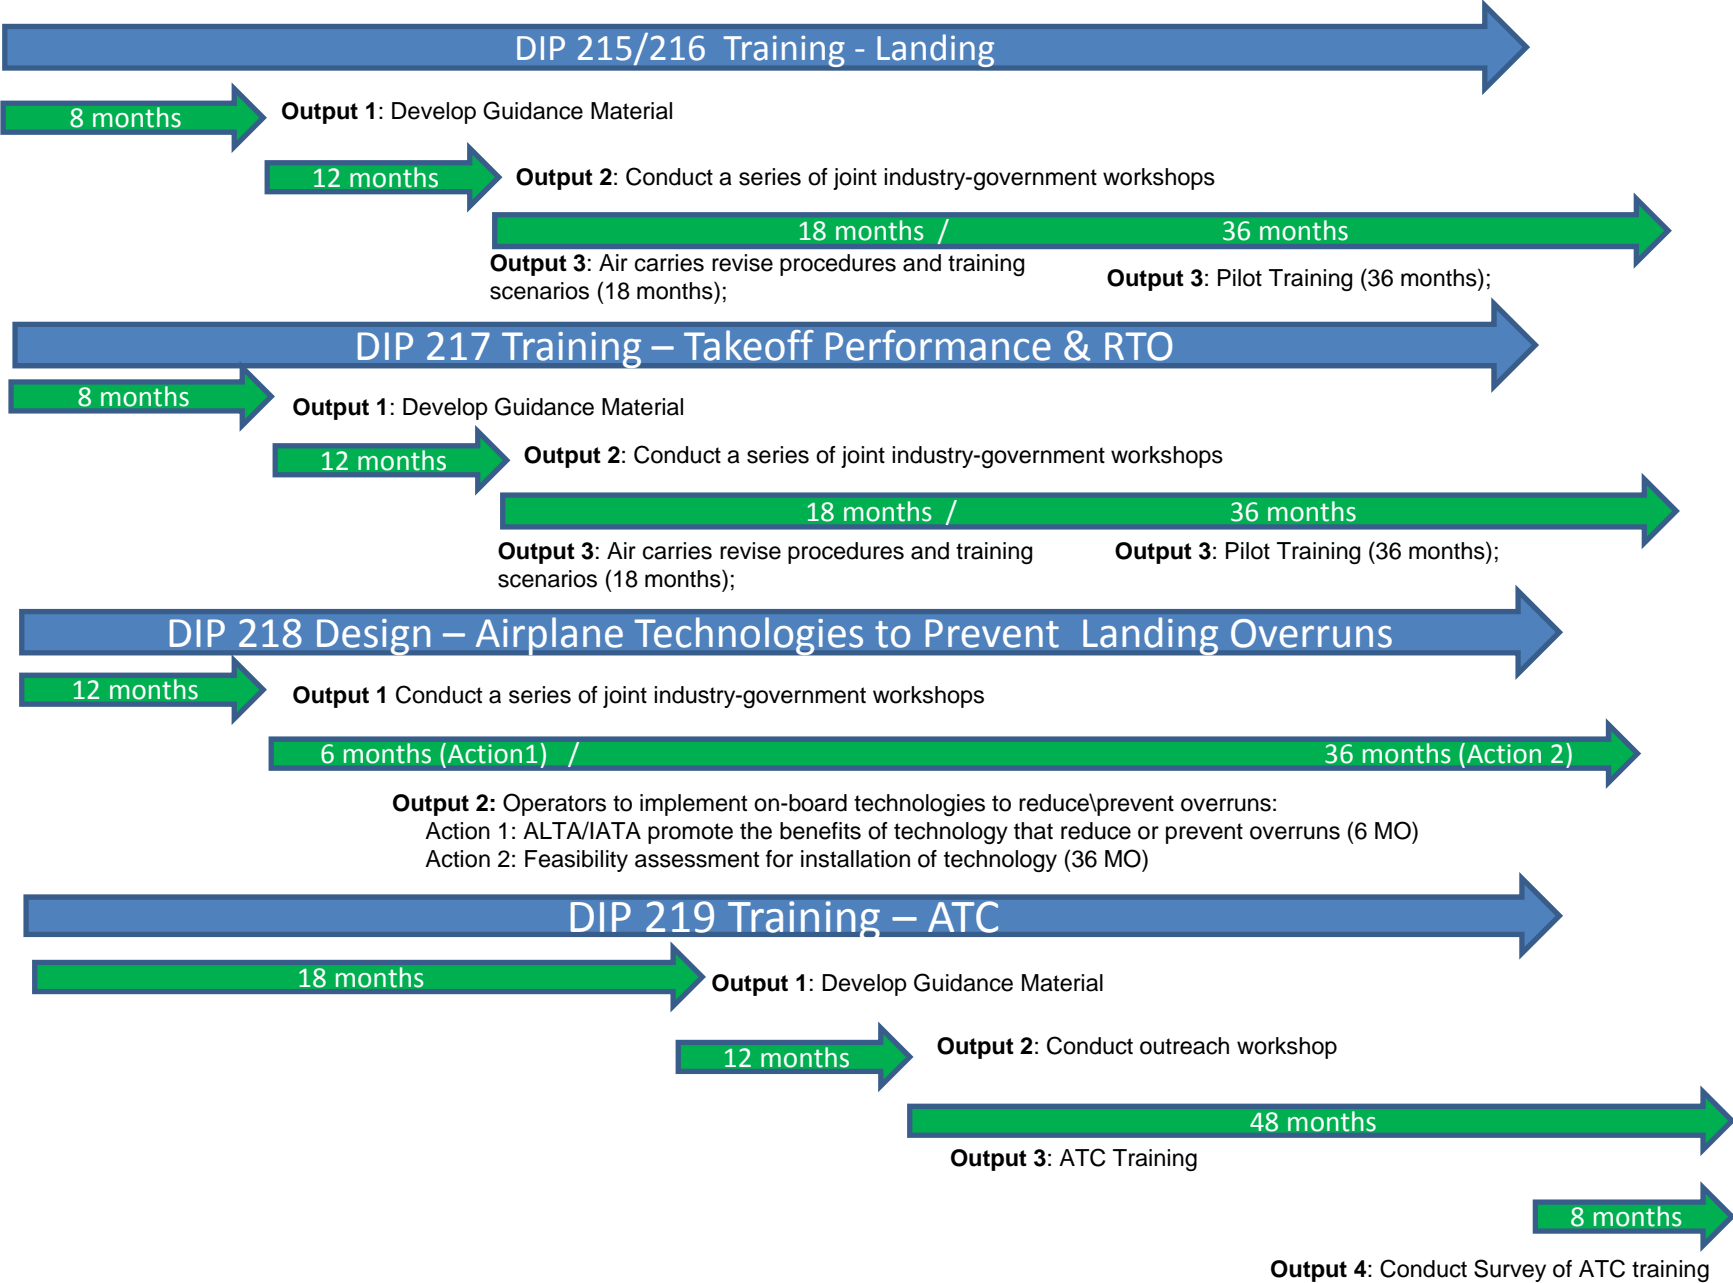 DIP 215/216 Training - Landing
8 months
Output 1: Develop Guidance Material
12 months
Output 2: Conduct a series of joint industry-government workshops
18 months / 36 months
Output 3: Air carries revise procedures and training
scenarios (18 months);
Output 3: Pilot Training (36 months);
DIP 217 Training – Takeoff Performance & RTO
8 months
Output 1: Develop Guidance Material
12 months
Output 2: Conduct a series of joint industry-government workshops
18 months / 36 months
Output 3: Air carries revise procedures and training
scenarios (18 months);
Output 3: Pilot Training (36 months);
DIP 218 Design – Airplane Technologies to Prevent Landing Overruns
12 months
Output 1 Conduct a series of joint industry-government workshops
6 months (Action1) / 36 months (Action 2)
Output 2: Operators to implement on-board technologies to reduce\prevent overruns:
Action 1: ALTA/IATA promote the benefits of technology that reduce or prevent overruns (6 MO)
Action 2: Feasibility assessment for installation of technology (36 MO)
DIP 219 Training – ATC
18 months
Output 1: Develop Guidance Material
12 months
Output 2: Conduct outreach workshop
48 months
Output 3: ATC Training
8 months
Output 4: Conduct Survey of ATC training